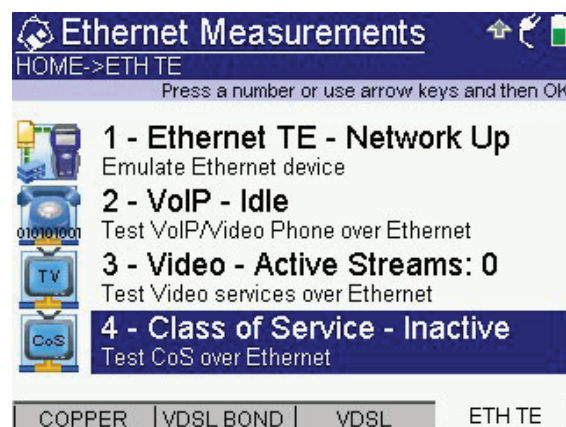 Ethernet Measurements
HOME->ETH TE
Press a number or use arrow keys and then OK
1 - Ethernet TE - Network Up
Emulate Ethernet device
2 - VoIP - Idle
010101001
Test VoIP/Video Phone over Ethernet
3 - Video - Active Streams: 0
TV
Test Video services over Ethernet
4 - Class of Service - Inactive
CoS
Test CoS over Ethernet
COPPER | VDSL BOND | VDSL ETH TE